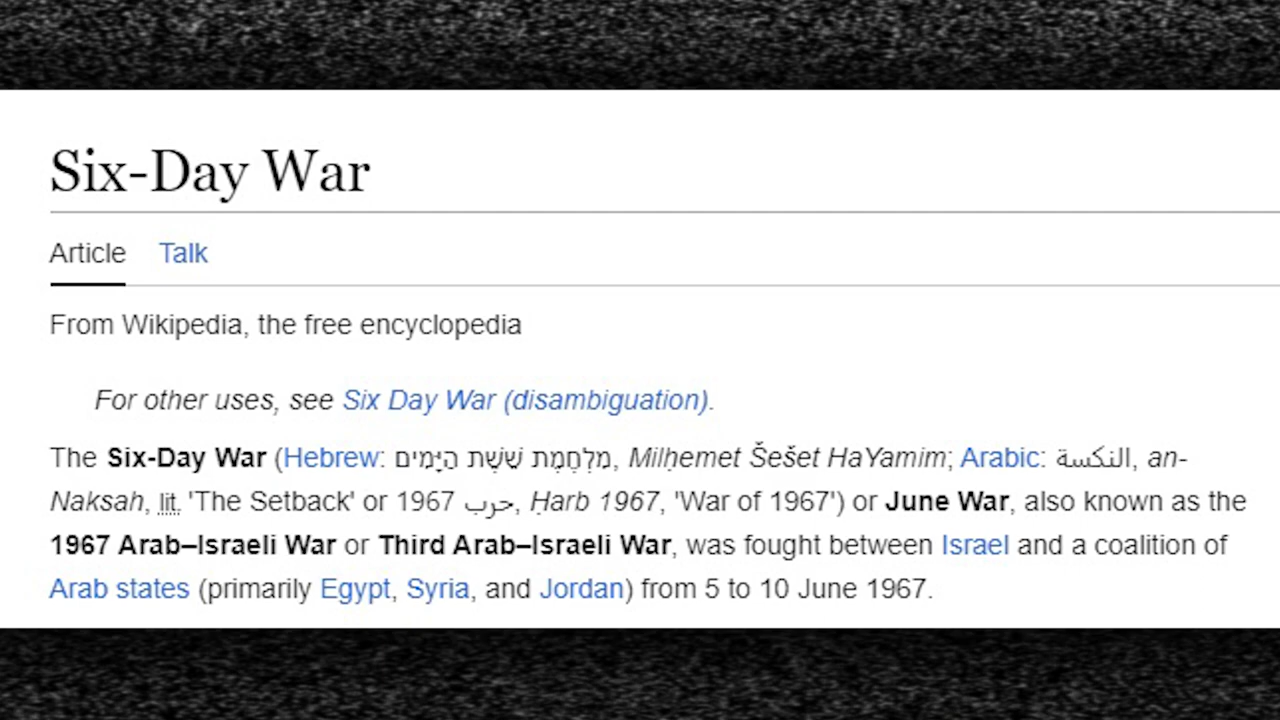 Six-Day War
Article Talk
From Wikipedia, the free encyclopedia
For other uses, see Six Day War (disambiguation).
The Six-Day War (Hebrew: מִלְחֶמֶת שֵׁשֶׁת הַיָּמִים, Milḥemet Šešet HaYamim; Arabic: النكسة, an-
Naksah, lit. 'The Setback' or 1967 حرب, Ḥarb 1967, 'War of 1967') or June War, also known as the
1967 Arab–Israeli War or Third Arab–Israeli War, was fought between Israel and a coalition of
Arab states (primarily Egypt, Syria, and Jordan) from 5 to 10 June 1967.